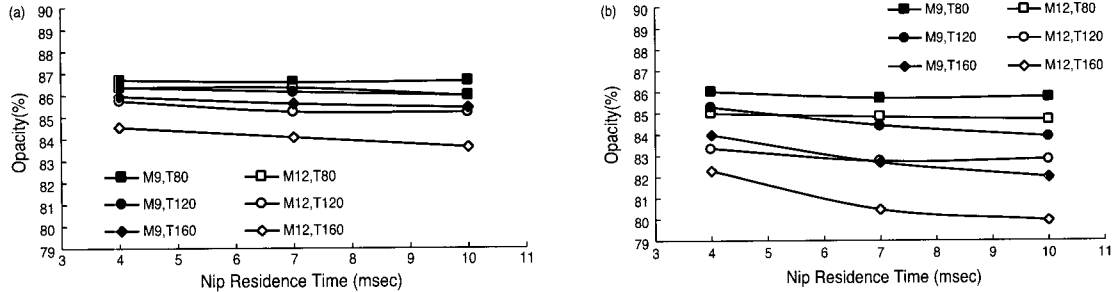 (a)
90
89
88
87
86
85
84
83
82
81
80
79
Opacity(%)
M9,T80
M12,T80
M9,T120
M12,T120
M9,T160
M12,T160
3 4 5 6 7 8 9 10 11
Nip Residence Time (msec)
(b)
M9,T80
M12,T80
M9,T120
M12,T120
M9,T160
M12,T160
90
89
88
87
86
85
84
83
82
81
80
79
Opacity(%)
3 4 5 6 7 8 9 10 11
Nip Residence Time (msec)